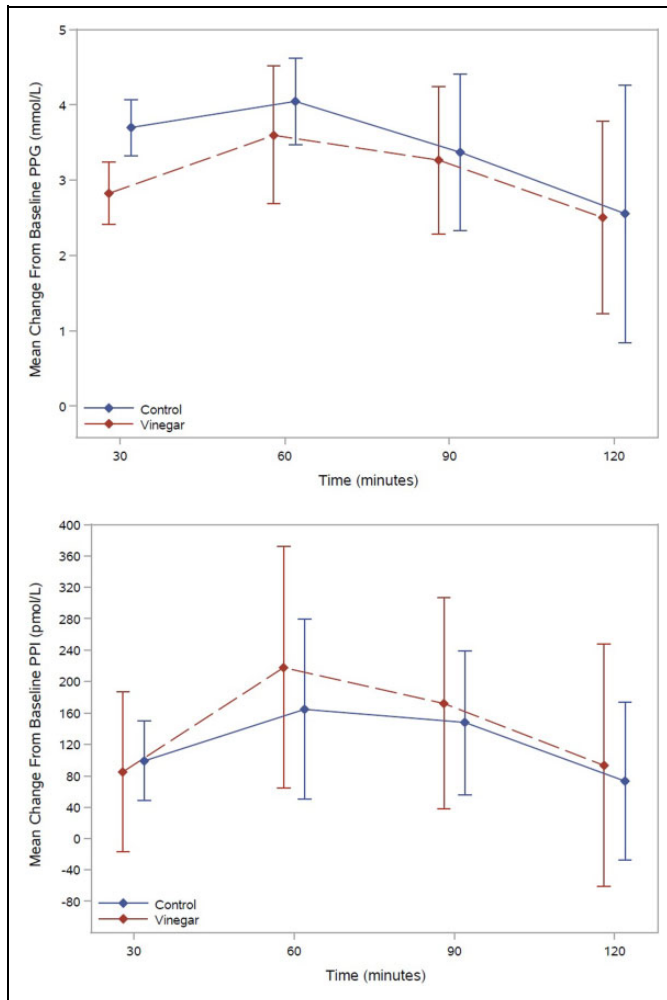 5
4
3
2
1
0
Mean Change From Baseline PPG (mmol/L)
Control
Vinegar
30 60 90 120
Time (minutes)
400
360
320
280
240
200
160
120
80
40
0
-40
-80
Mean Change From Baseline PPI (pmol/L)
Control
Vinegar
30 60 90 120
Time (minutes)